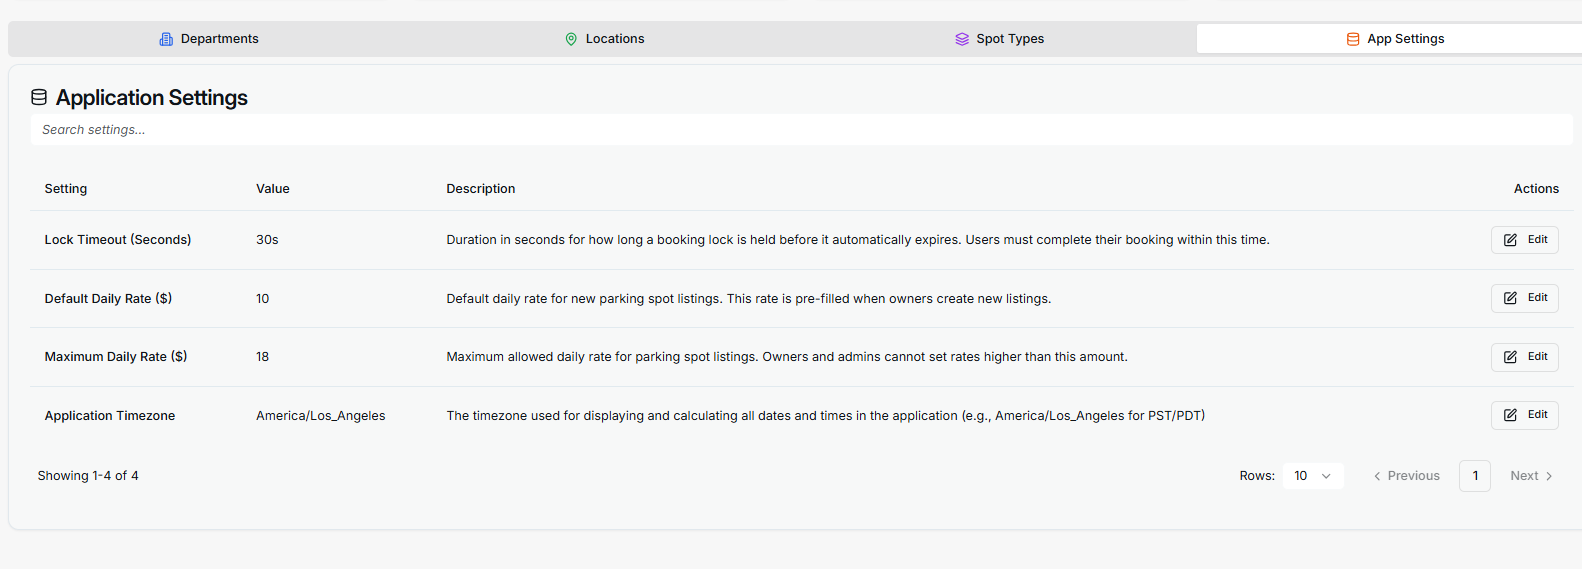 Departments Locations Spot Types App Settings
Application Settings
Search settings...
Setting Value Description Actions
Lock Timeout (Seconds) 30s Duration in seconds for how long a booking lock is held before it automatically expires. Users must complete their booking within this time. Edit
Default Daily Rate ($) 10 Default daily rate for new parking spot listings. This rate is pre-filled when owners create new listings. Edit
Maximum Daily Rate ($) 18 Maximum allowed daily rate for parking spot listings. Owners and admins cannot set rates higher than this amount. Edit
Application Timezone America/Los_Angeles The timezone used for displaying and calculating all dates and times in the application (e.g., America/Los_Angeles for PST/PDT) Edit
Showing 1-4 of 4 Rows: 10 Previous 1 Next